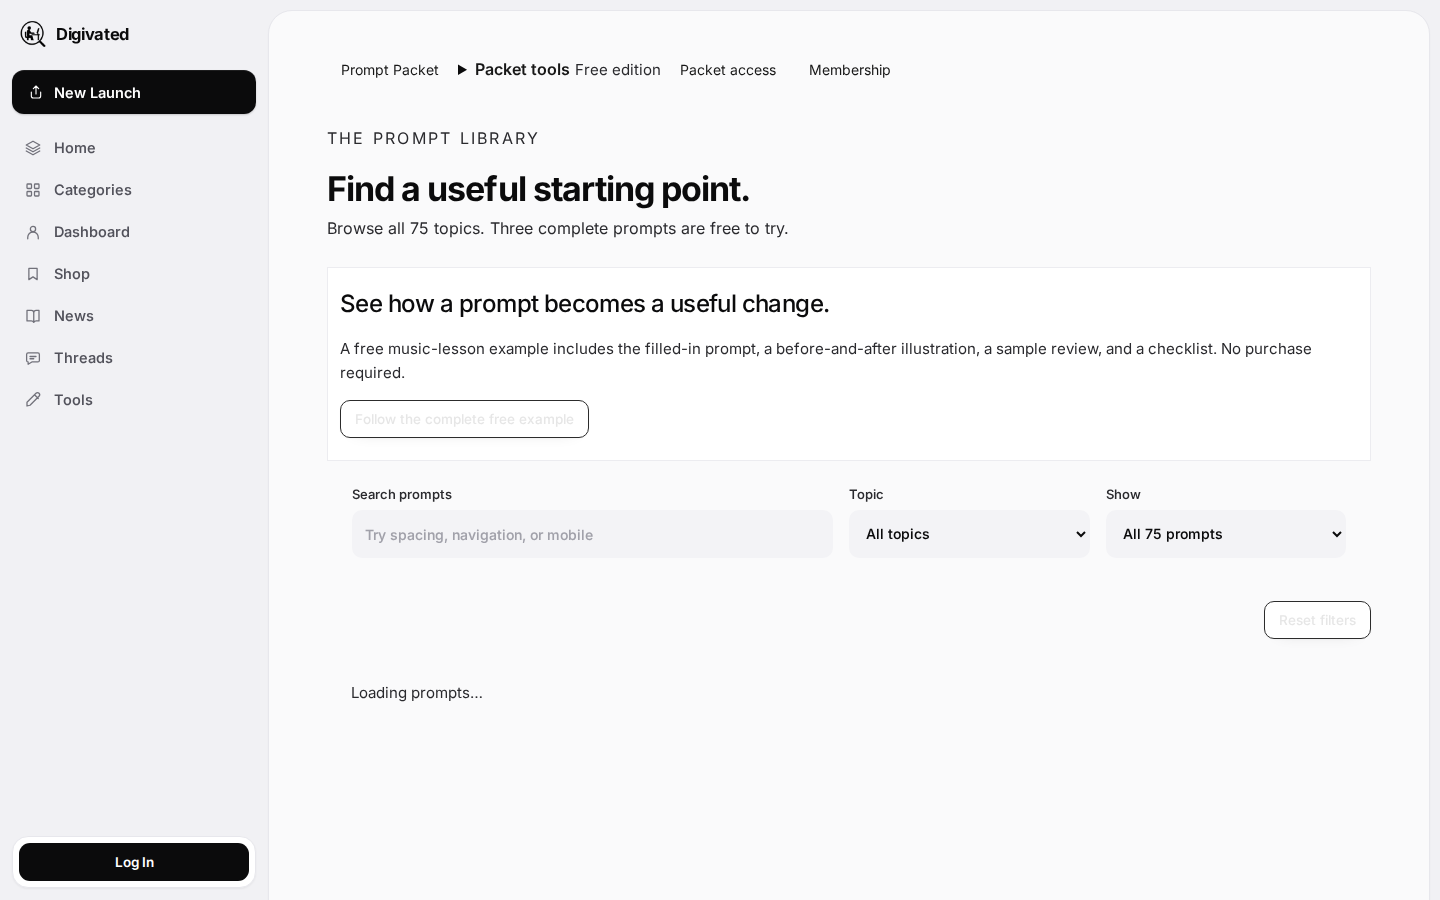 Digivated
New Launch
Home
Categories
Dashboard
Shop
News
Threads
Tools
Log In
Prompt Packet
Packet tools Free edition
Packet access
Membership
THE PROMPT LIBRARY
Find a useful starting point.
Browse all 75 topics. Three complete prompts are free to try.
See how a prompt becomes a useful change.
A free music-lesson example includes the filled-in prompt, a before-and-after illustration, a sample review, and a checklist. No purchase
required.
Follow the complete free example
Search prompts
Try spacing, navigation, or mobile
Topic
All topics
Show
All 75 prompts
Reset filters
Loading prompts...